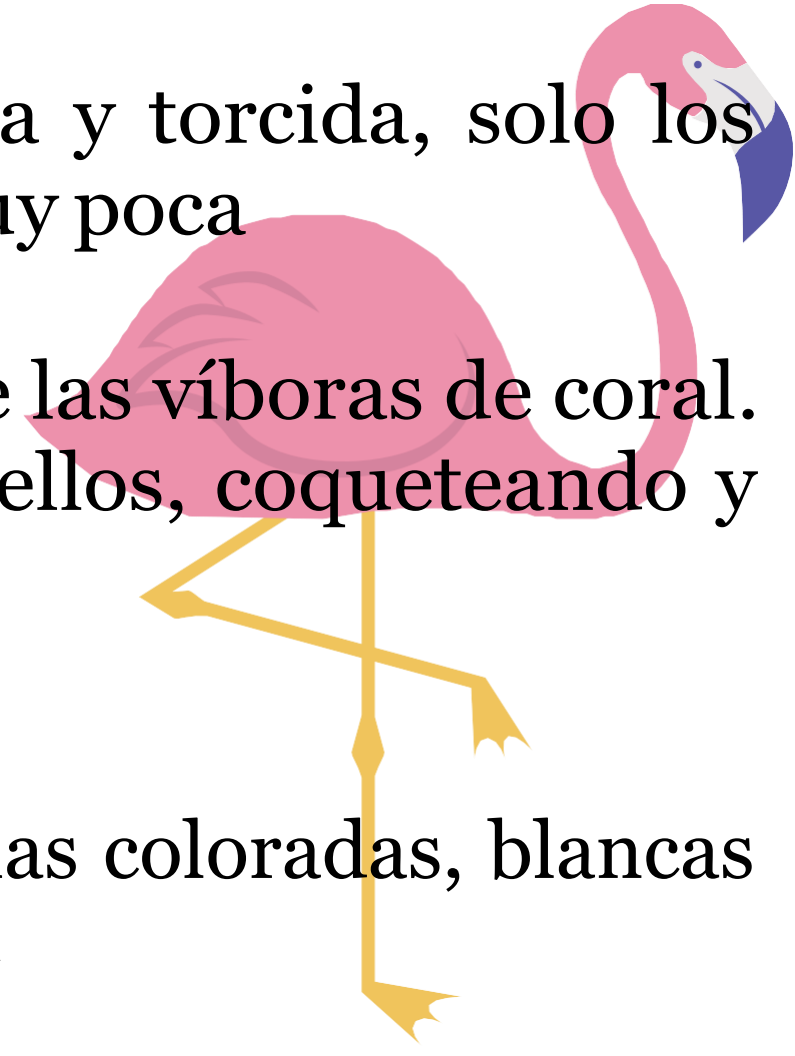 a y torcida, solo los
uy poca
e las víboras de coral.
ellos, coqueteando y
as coloradas, blancas